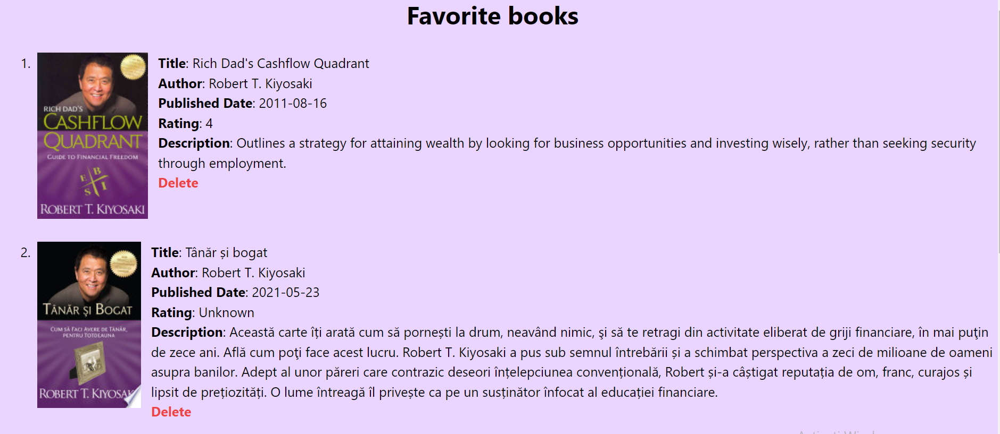 Favorite books
1.
RICH DAD'S
CASHFLOW
QUADRANT
GUIDE TO FINANCIAL FREEDOM
E B
S I
ROBERT T. KIYOSAKI
Title: Rich Dad's Cashflow Quadrant
Author: Robert T. Kiyosaki
Published Date: 2011-08-16
Rating: 4
Description: Outlines a strategy for attaining wealth by looking for business opportunities and investing wisely, rather than seeking security
through employment.
Delete
2.
TÂNĂR ŞI BOGAT
CUM SĂ FACI AVERE DE TÂNĂR,
PENTRU TOTDEAUNA
ROBERT T. KIYOSAK
Title: Tânăr și bogat
Author: Robert T. Kiyosaki
Published Date: 2021-05-23
Rating: Unknown
Description: Această carte îți arată cum să pornești la drum, neavând nimic, şi să te retragi din activitate eliberat de griji financiare, în mai puţin
de zece ani. Află cum poţi face acest lucru. Robert T. Kiyosaki a pus sub semnul întrebării și a schimbat perspectiva a zeci de milioane de oameni
asupra banilor. Adept al unor păreri care contrazic deseori înțelepciunea convențională, Robert și-a câștigat reputația de om, franc, curajos și
lipsit de prețiozități. O lume întreagă îl privește ca pe un susținător înfocat al educației financiare.
Delete